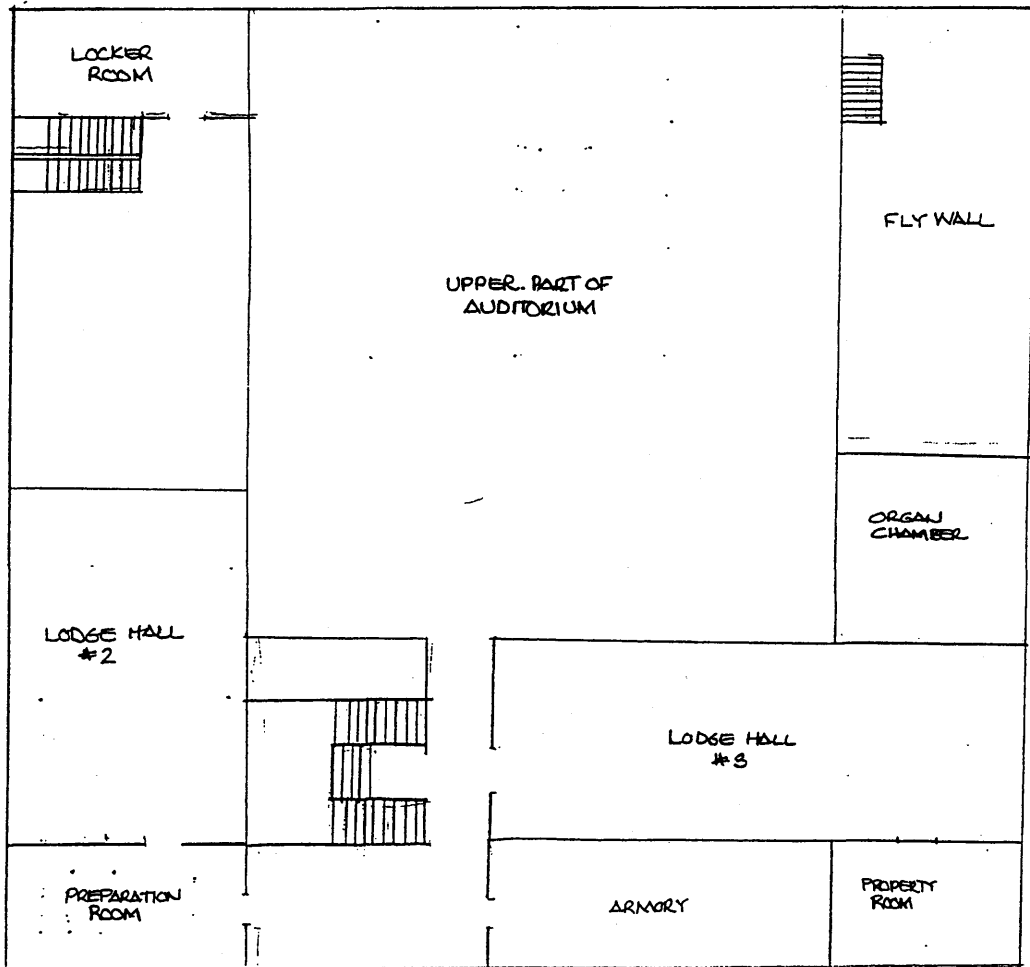 LOCKER
ROOM
FLY WALL
UPPER. PART OF
AUDITORIUM
ORGAN
CHAMBER
LODGE HALL
#2
LODGE HALL
#3
PREPARATION
ROOM
ARMORY
PROPERTY
ROOM